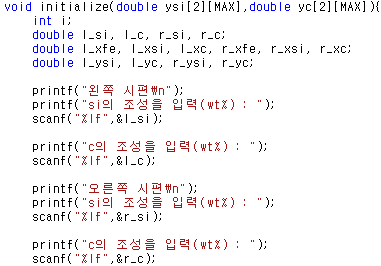 void initialize(double ysi[2][MAX],double yc[2][MAX]){
int i;
double l_si, l_c, r_si, r_c;
double l_xfe, l_xsi, l_xc, r_xfe, r_xsi, r_xc;
double l_ysi, l_yc, r_ysi, r_yc;
printf("왼쪽 시편₩n");
printf("si의 조성을 입력(wt%) : ");
scanf("%lf",&l_si);
printf("c의 조성을 입력(wt%) : ");
scanf("%lf",&l_c);
printf("오른쪽 시편₩n");
printf("si의 조성을 입력(wt%) : ");
scanf("%lf",&r_si);
printf("c의 조성을 입력(wt%) : ");
scanf("%lf",&r_c);